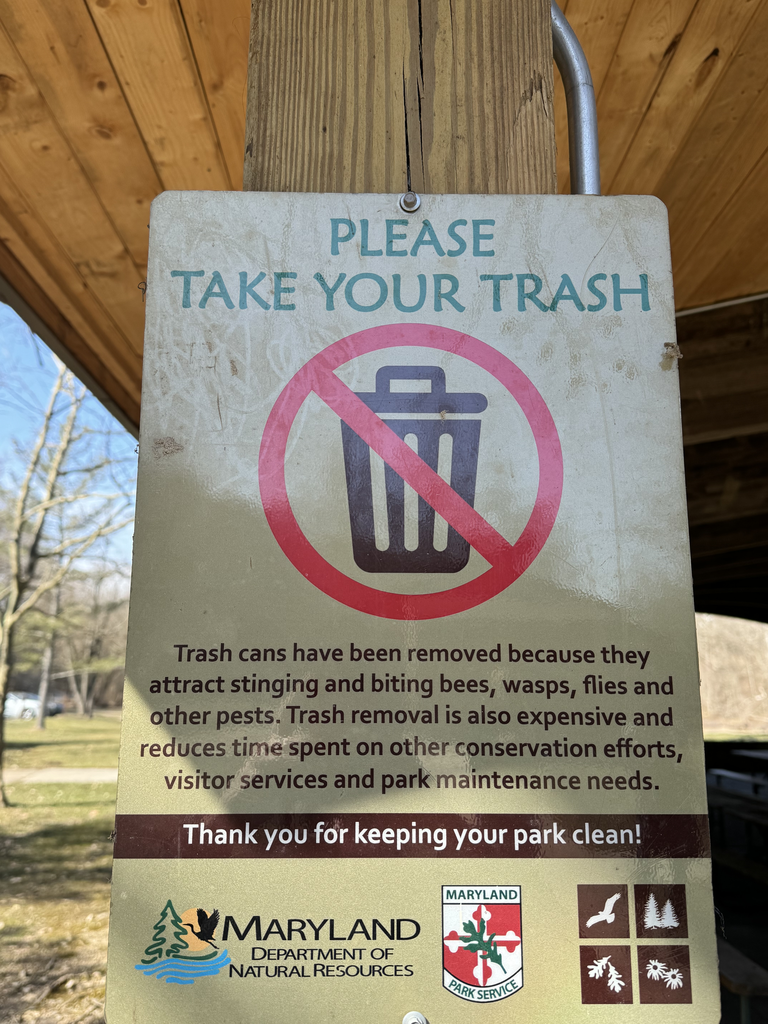 PLEASE
TAKE YOUR TRASH
Trash cans have been removed because they
attract stinging and biting bees, wasps, flies and
other pests. Trash removal is also expensive and
reduces time spent on other conservation efforts,
visitor services and park maintenance needs.
Thank you for keeping your park clean!
MARYLAND
DEPARTMENT OF
NATURAL RESOURCES
MARYLAND
PARK SERVICE